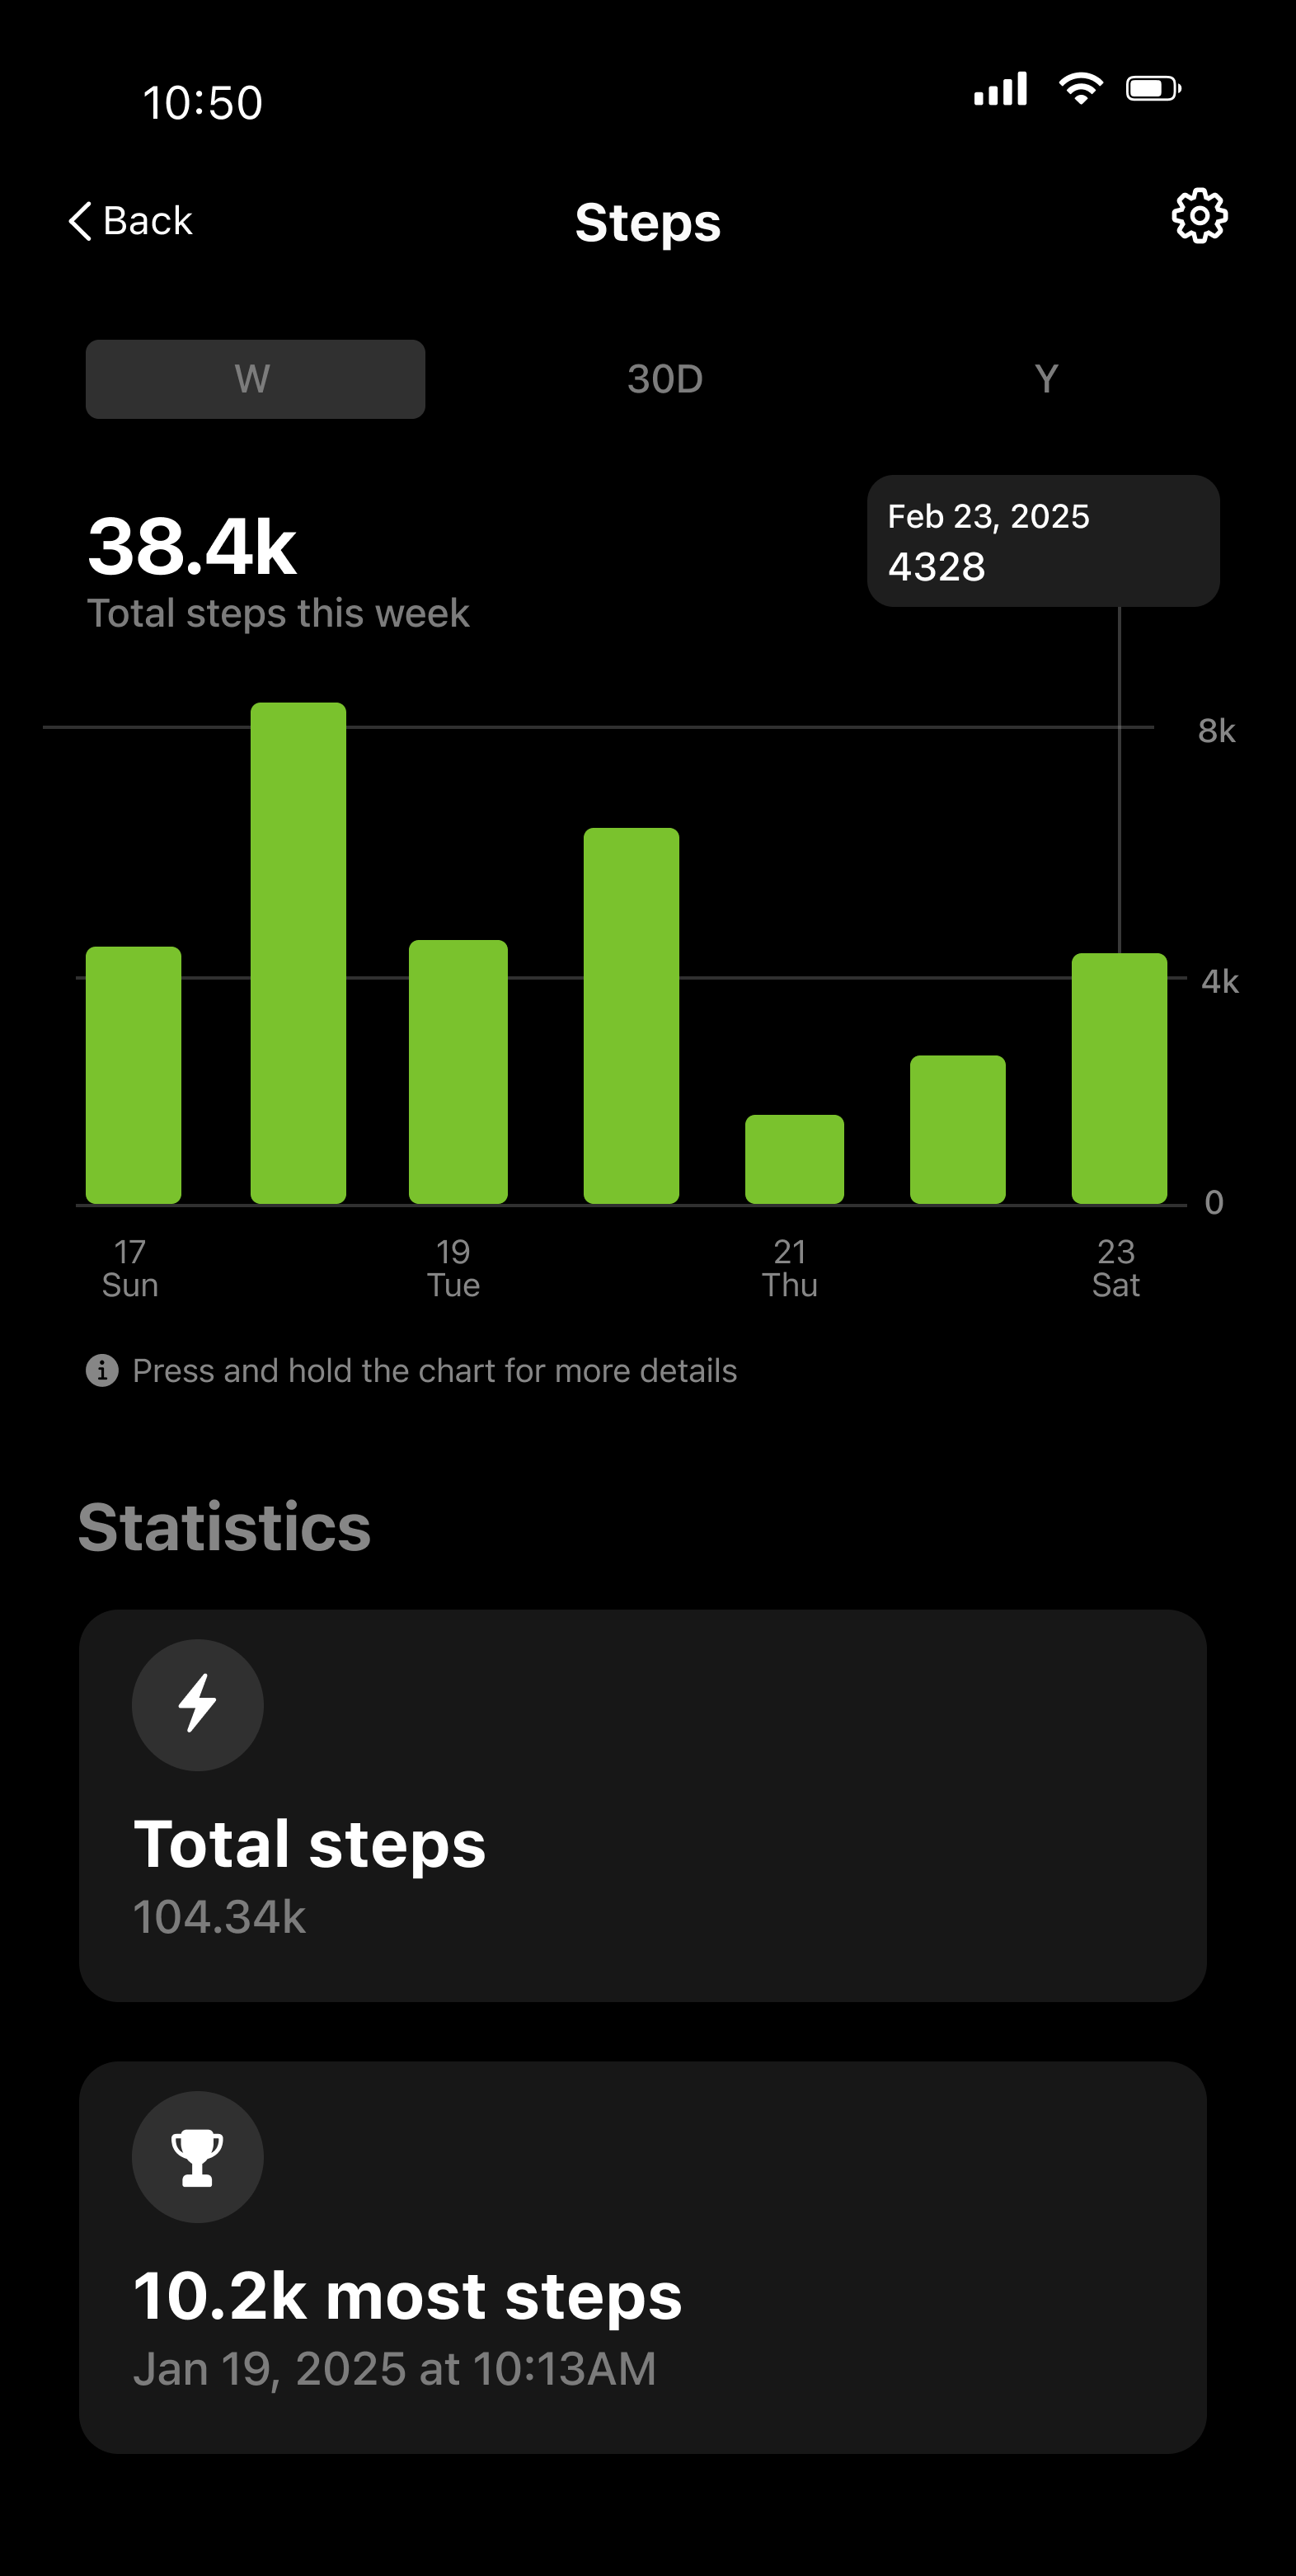 10:50
Back
Steps
W
30D
Y
38.4k
Total steps this week
Feb 23, 2025
4328
8k
4k
0
17
Sun
19
Tue
21
Thu
23
Sat
Press and hold the chart for more details
Statistics
Total steps
104.34k
10.2k most steps
Jan 19, 2025 at 10:13AM